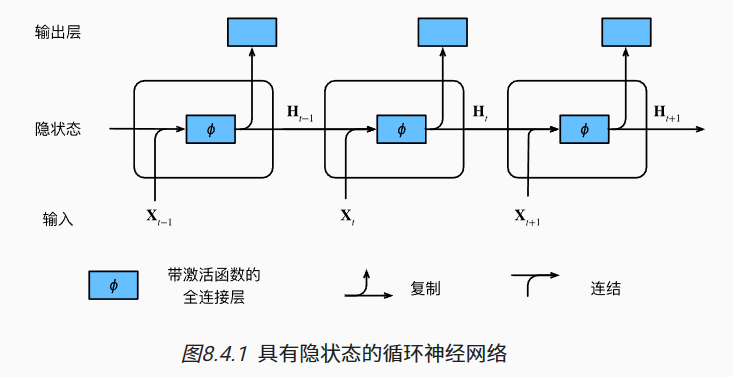 输出层
隐状态 ϕ H_{t−1} ϕ H_t ϕ H_{t+1}
输入 X_{t−1} X_t X_{t+1}
ϕ 带激活函数的
全连接层
复制
连结
图8.4.1 具有隐状态的循环神经网络